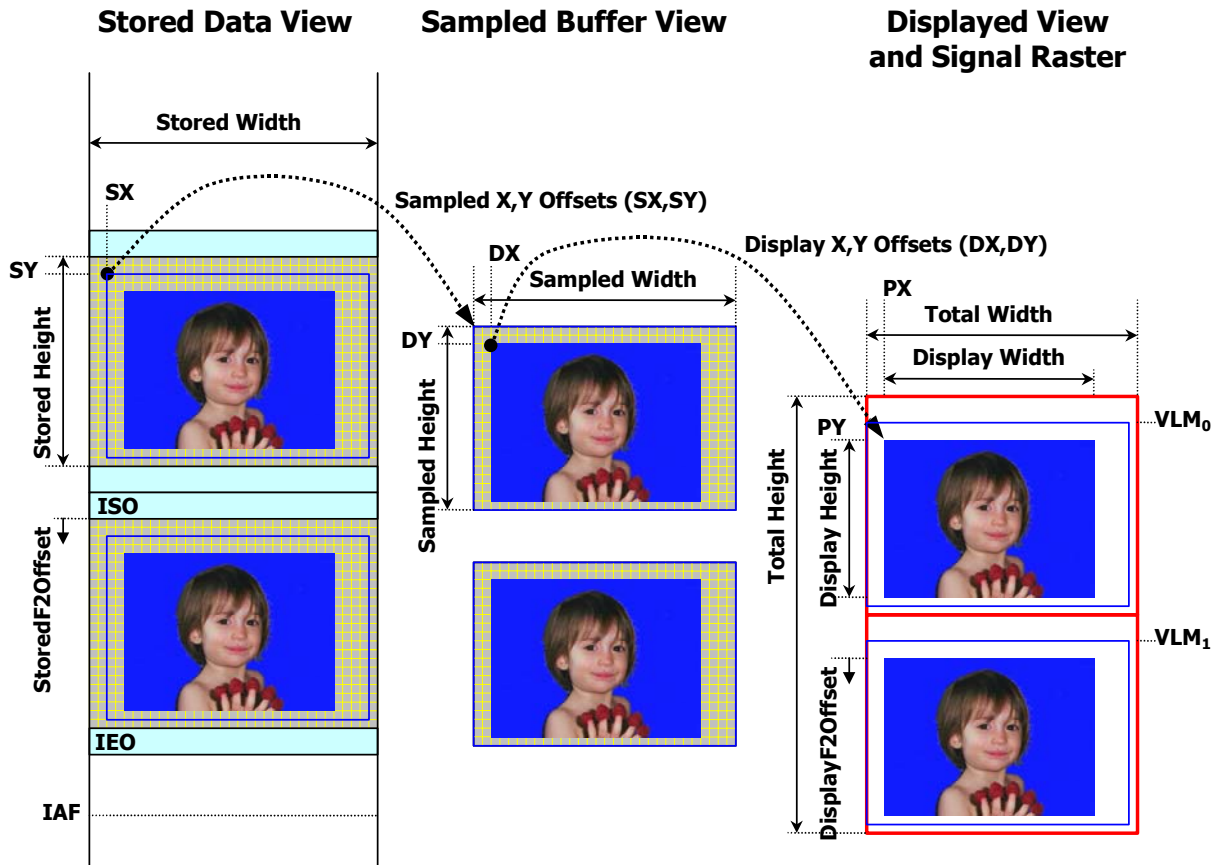 Stored Data View
Sampled Buffer View
Displayed View
and Signal Raster
Stored Width
SX
Sampled X,Y Offsets (SX,SY)
SY
Stored Height
ISO
StoredF2Offset
IEO
IAF
DX
Display X,Y Offsets (DX,DY)
Sampled Width
DY
Sampled Height
PX
Total Width
Display Width
PY
VLM0
Display Height
Total Height
VLM1
DisplayF2Offset